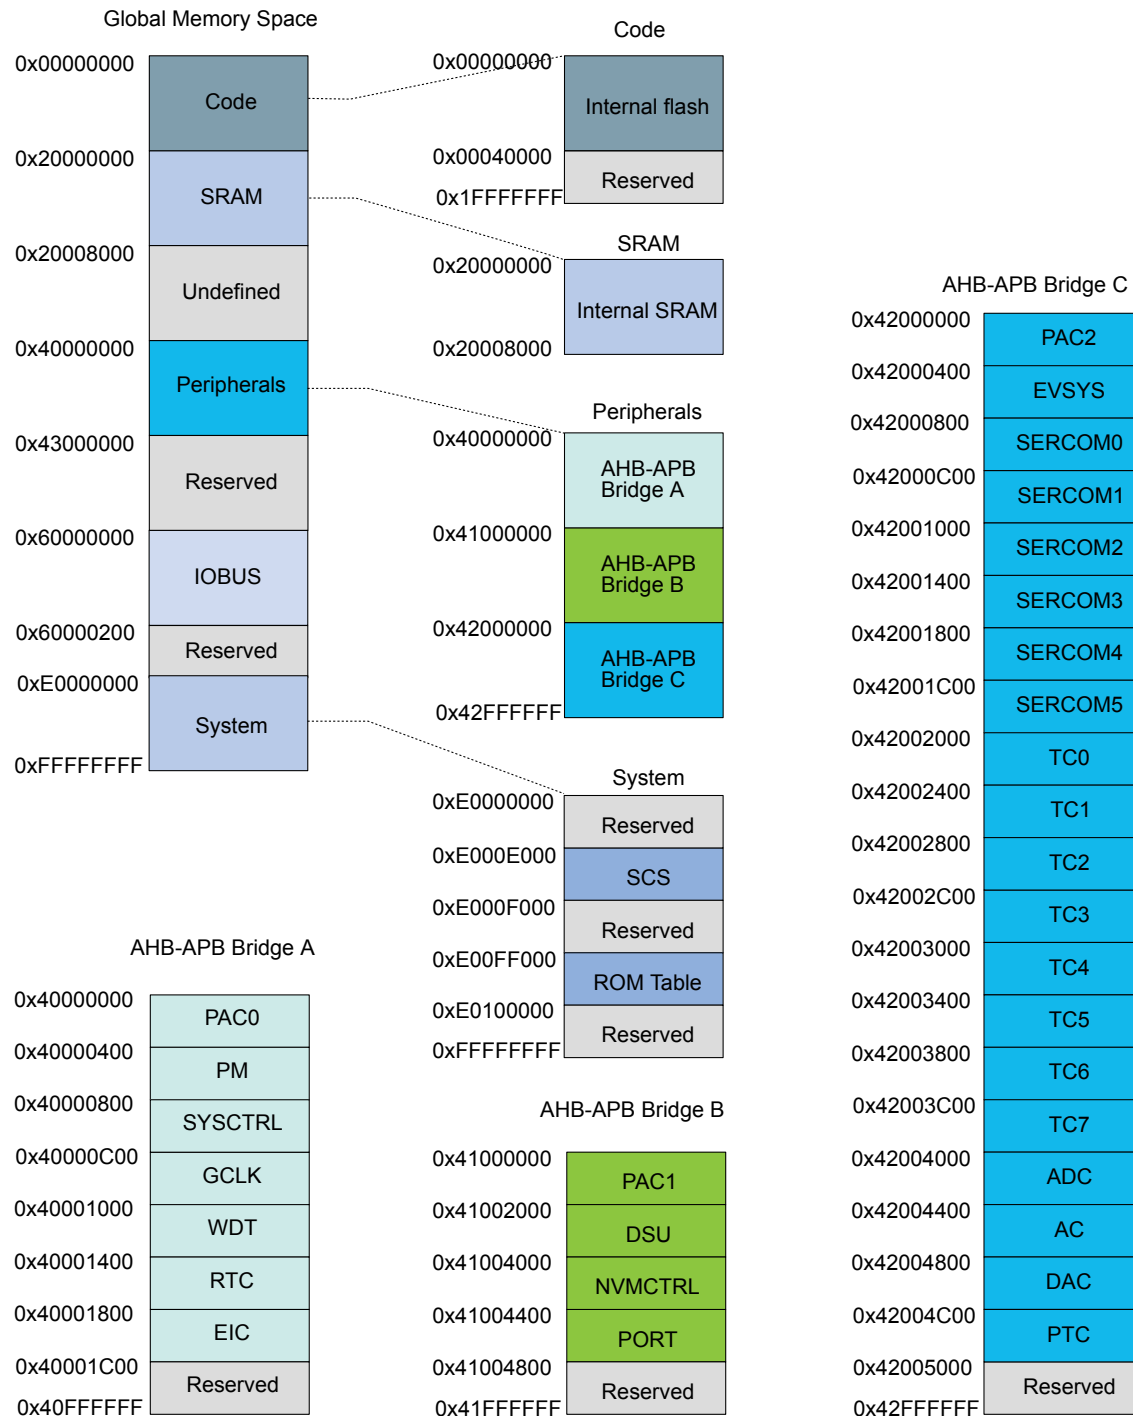 Global Memory Space
0x00000000
Code
0x20000000
SRAM
0x20008000
Undefined
0x40000000
Peripherals
0x43000000
Reserved
0x60000000
IOBUS
0x60000200
Reserved
0xE0000000
System
0xFFFFFFFF
Code
0x00000000
Internal flash
0x00040000
Reserved
0x1FFFFFFF
SRAM
0x20000000
Internal SRAM
0x20008000
Peripherals
0x40000000
AHB-APB
Bridge A
0x41000000
AHB-APB
Bridge B
0x42000000
AHB-APB
Bridge C
0x42FFFFFF
System
0xE0000000
Reserved
0xE000E000
SCS
0xE000F000
Reserved
0xE00FF000
ROM Table
0xE0100000
Reserved
0xFFFFFFFF
AHB-APB Bridge A
0x40000000
PAC0
0x40000400
PM
0x40000800
SYSCTRL
0x40000C00
GCLK
0x40001000
WDT
0x40001400
RTC
0x40001800
EIC
0x40001C00
Reserved
0x40FFFFFF
AHB-APB Bridge B
0x41000000
PAC1
0x41002000
DSU
0x41004000
NVMCTRL
0x41004400
PORT
0x41004800
Reserved
0x41FFFFFF
AHB-APB Bridge C
0x42000000
PAC2
0x42000400
EVSYS
0x42000800
SERCOM0
0x42000C00
SERCOM1
0x42001000
SERCOM2
0x42001400
SERCOM3
0x42001800
SERCOM4
0x42001C00
SERCOM5
0x42002000
TC0
0x42002400
TC1
0x42002800
TC2
0x42002C00
TC3
0x42003000
TC4
0x42003400
TC5
0x42003800
TC6
0x42003C00
TC7
0x42004000
ADC
0x42004400
AC
0x42004800
DAC
0x42004C00
PTC
0x42005000
Reserved
0x42FFFFFF